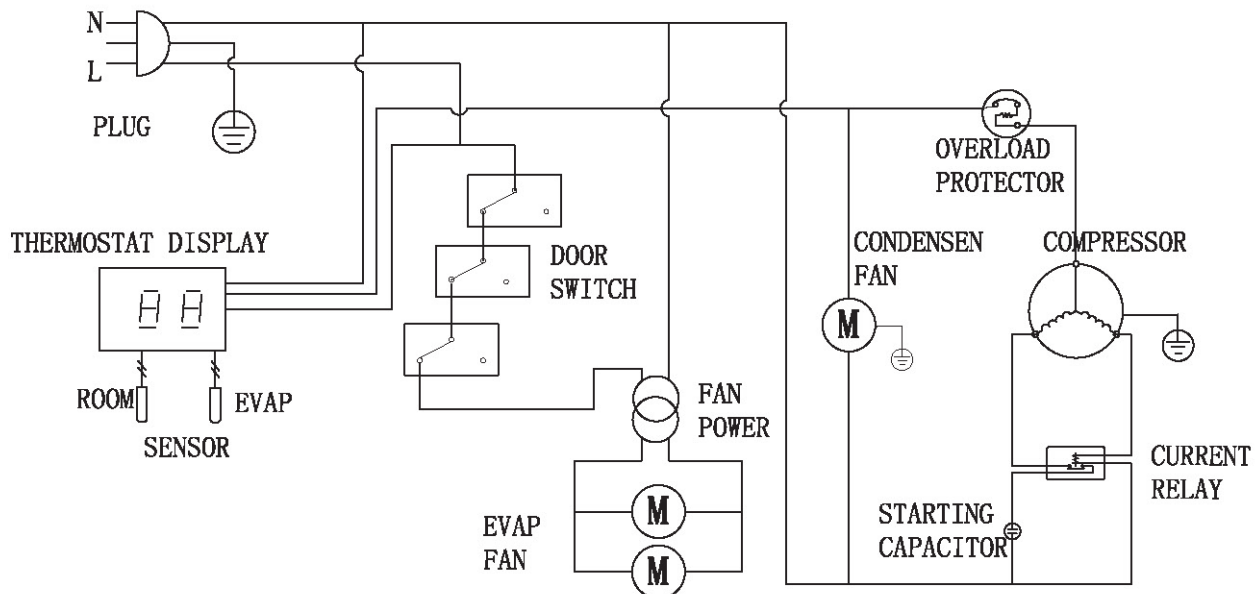 N
L
PLUG
OVERLOAD
PROTECTOR
THERMOSTAT DISPLAY
DOOR
SWITCH
CONDENSEN
FAN
COMPRESSOR
88
M
ROOM
EVAP
SENSOR
FAN
POWER
CURRENT
RELAY
EVAP
FAN
M
M
STARTING
CAPACITOR